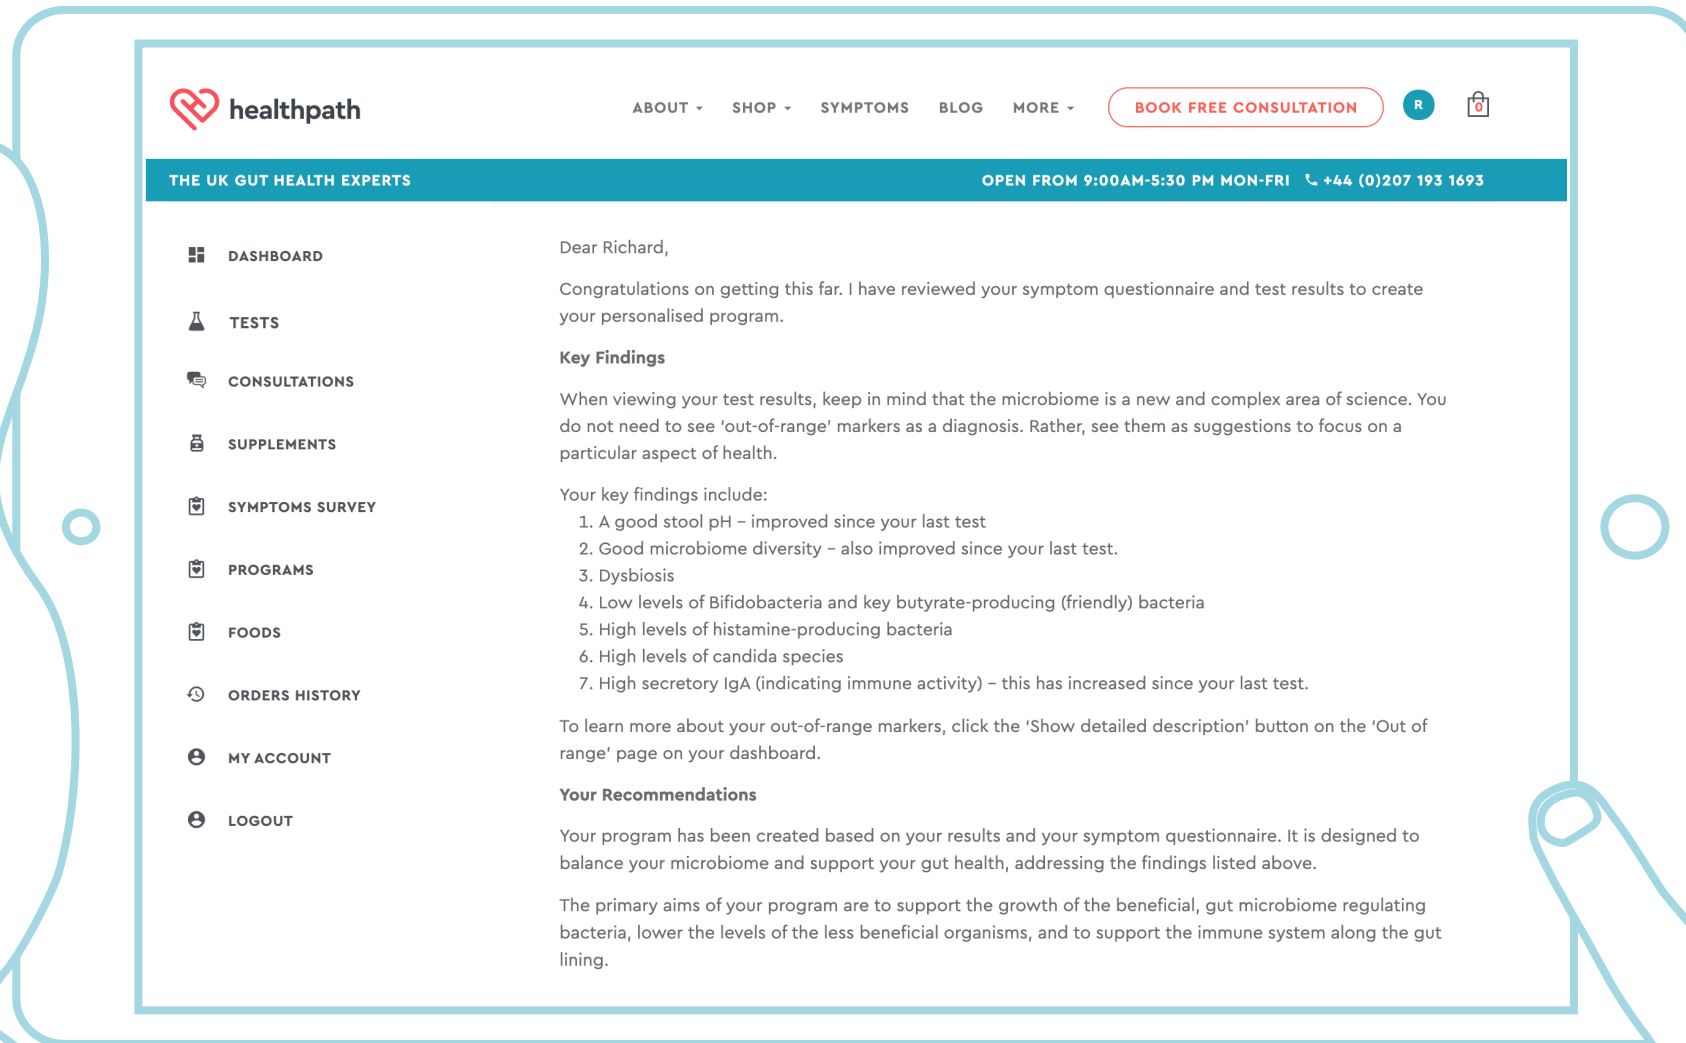 healthpath
ABOUT SHOP SYMPTOMS BLOG MORE BOOK FREE CONSULTATION R 0
THE UK GUT HEALTH EXPERTS OPEN FROM 9:00AM-5:30 PM MON-FRI +44 (0)207 193 1693
DASHBOARD
TESTS
CONSULTATIONS
SUPPLEMENTS
SYMPTOMS SURVEY
PROGRAMS
FOODS
ORDERS HISTORY
MY ACCOUNT
LOGOUT
Dear Richard,
Congratulations on getting this far. I have reviewed your symptom questionnaire and test results to create
your personalised program.
Key Findings
When viewing your test results, keep in mind that the microbiome is a new and complex area of science. You
do not need to see ‘out-of-range’ markers as a diagnosis. Rather, see them as suggestions to focus on a
particular aspect of health.
Your key findings include:
1. A good stool pH – improved since your last test
2. Good microbiome diversity – also improved since your last test.
3. Dysbiosis
4. Low levels of Bifidobacteria and key butyrate-producing (friendly) bacteria
5. High levels of histamine-producing bacteria
6. High levels of candida species
7. High secretory IgA (indicating immune activity) – this has increased since your last test.
To learn more about your out-of-range markers, click the ‘Show detailed description’ button on the ‘Out of
range’ page on your dashboard.
Your Recommendations
Your program has been created based on your results and your symptom questionnaire. It is designed to
balance your microbiome and support your gut health, addressing the findings listed above.
The primary aims of your program are to support the growth of the beneficial, gut microbiome regulating
bacteria, lower the levels of the less beneficial organisms, and to support the immune system along the gut
lining.